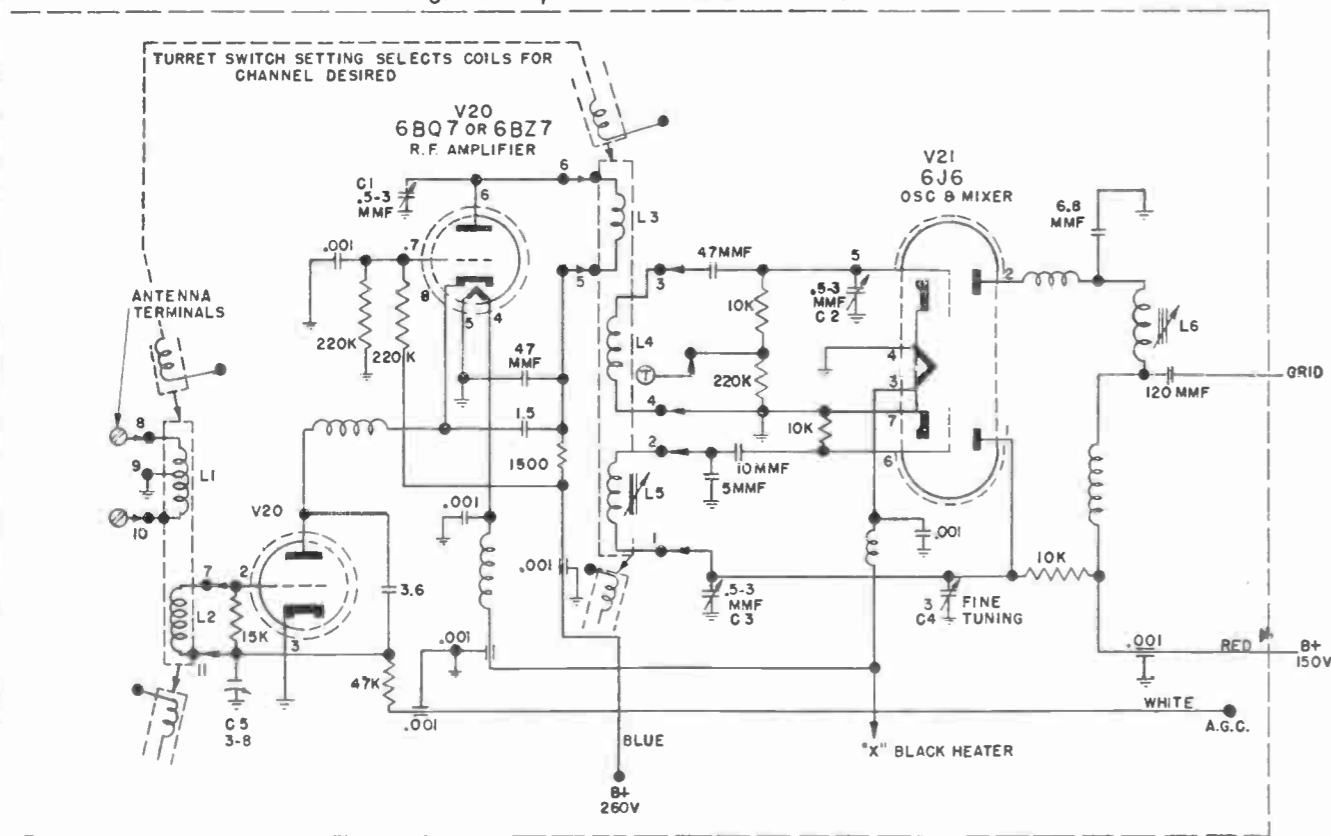 TURRET SWITCH SETTING SELECTS COILS FOR
CHANNEL DESIRED
V20
6BQ7 OR 6BZ7
R.F. AMPLIFIER
V21
6J6
OSC & MIXER
C1
.5-3
MMF
6
6
L3
6.8
MMF
.001
.7
5
47MMF
3
5
2
8
5
4
.5-3
MMF
C2
10K
ANTENNA
TERMINALS
220K
220K
47
MMF
L4
T
220K
4
3
L6
120 MMF
GRID
4
7
8
1.5
10K
2
1
9
L1
1500
10MMF
6
5MMF
L5
10
V20
.001
.001
1
10K
7
2
3.6
.001
L2
15K
3
.5-3
MMF
C3
3
C4
FINE
TUNING
11
.001
.001
RED
B+
150V
47K
C5
3-8
.001
WHITE
A.G.C.
BLUE
"X" BLACK HEATER
B+
260V